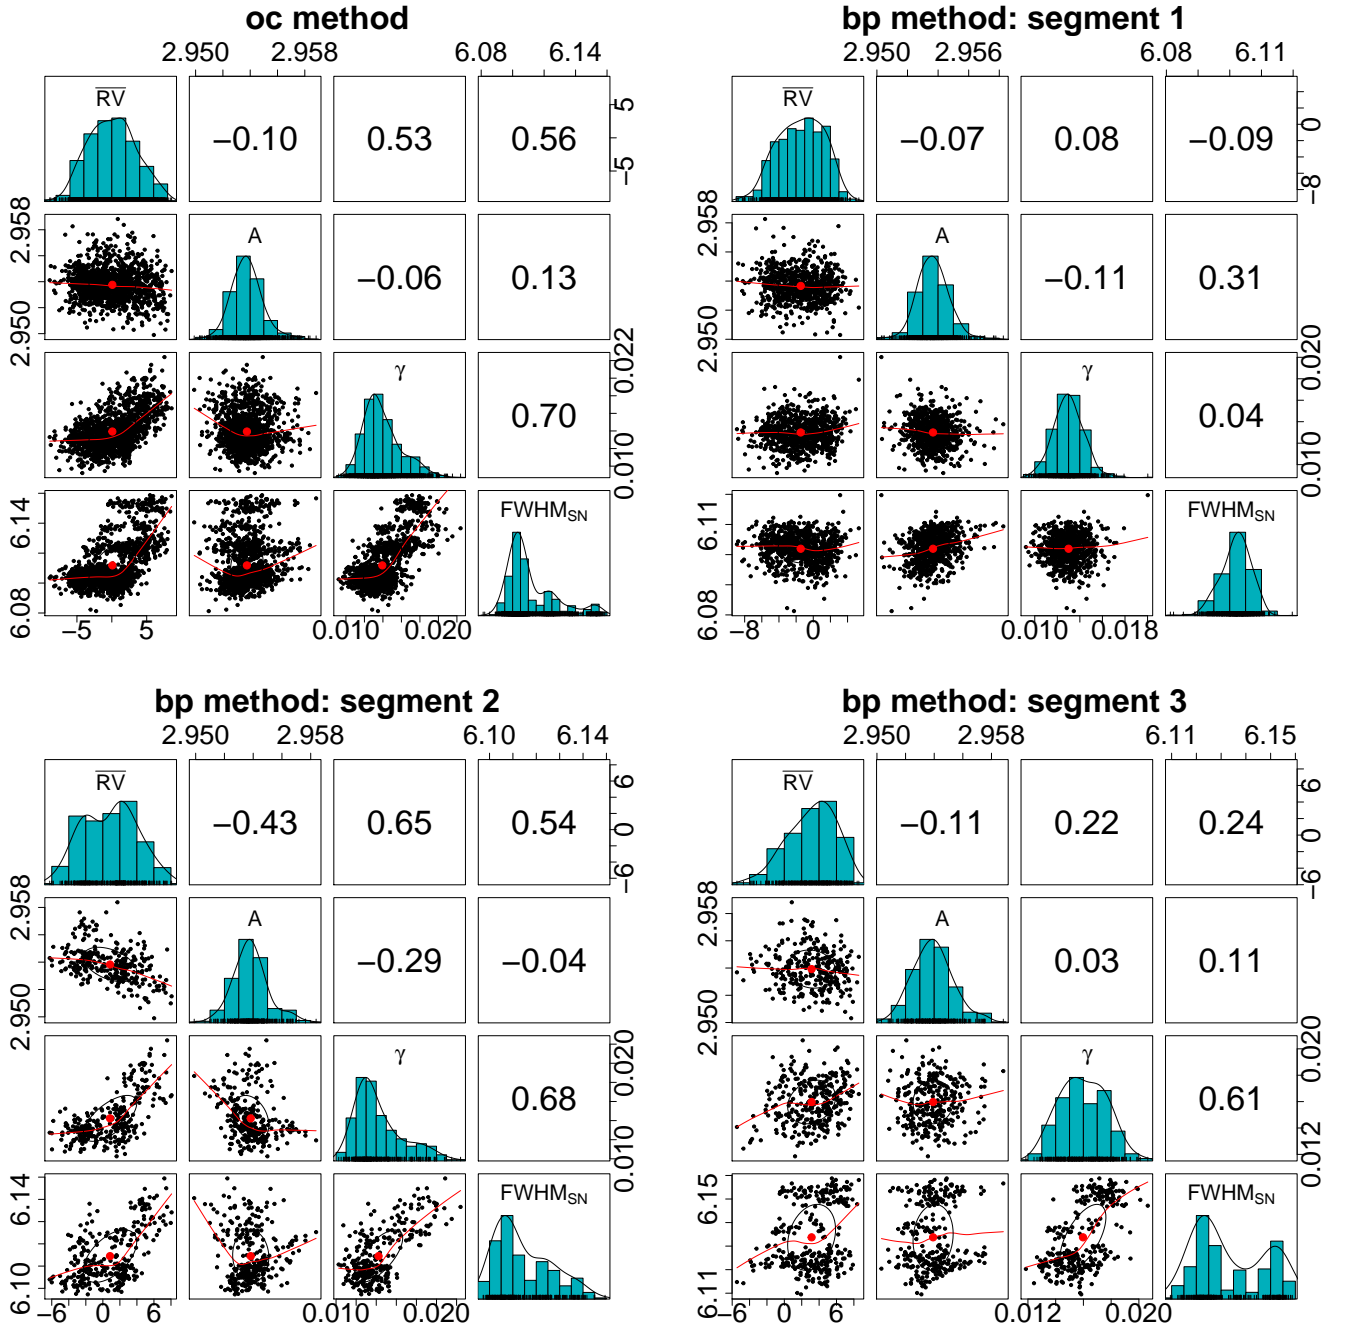 oc method
bp method: segment 1
2.950 2.958 6.08 6.14
2.950 2.956 6.08 6.11
RV −0.10 0.53 0.56 5 −5
RV −0.07 0.08 −0.09 0 −8
2.950 2.958 A −0.06 0.13
2.950 2.958 A −0.11 0.31
γ 0.70 0.010 0.022
γ 0.04 0.010 0.020
6.08 6.14 FWHM_SN
6.08 6.11 FWHM_SN
−5 0 5 0.010 0.020
−8 0 0.010 0.018
bp method: segment 2
bp method: segment 3
2.950 2.958 6.10 6.14
2.950 2.958 6.11 6.15
RV −0.43 0.65 0.54 6 0 −6
RV −0.11 0.22 0.24 6 0 −6
2.950 2.958 A −0.29 −0.04
2.950 2.958 A 0.03 0.11
γ 0.68 0.010 0.020
γ 0.61 0.012 0.020
6.10 6.14 FWHM_SN
6.11 6.15 FWHM_SN
−6 0 6 0.010 0.020
−6 0 4 8 0.012 0.020